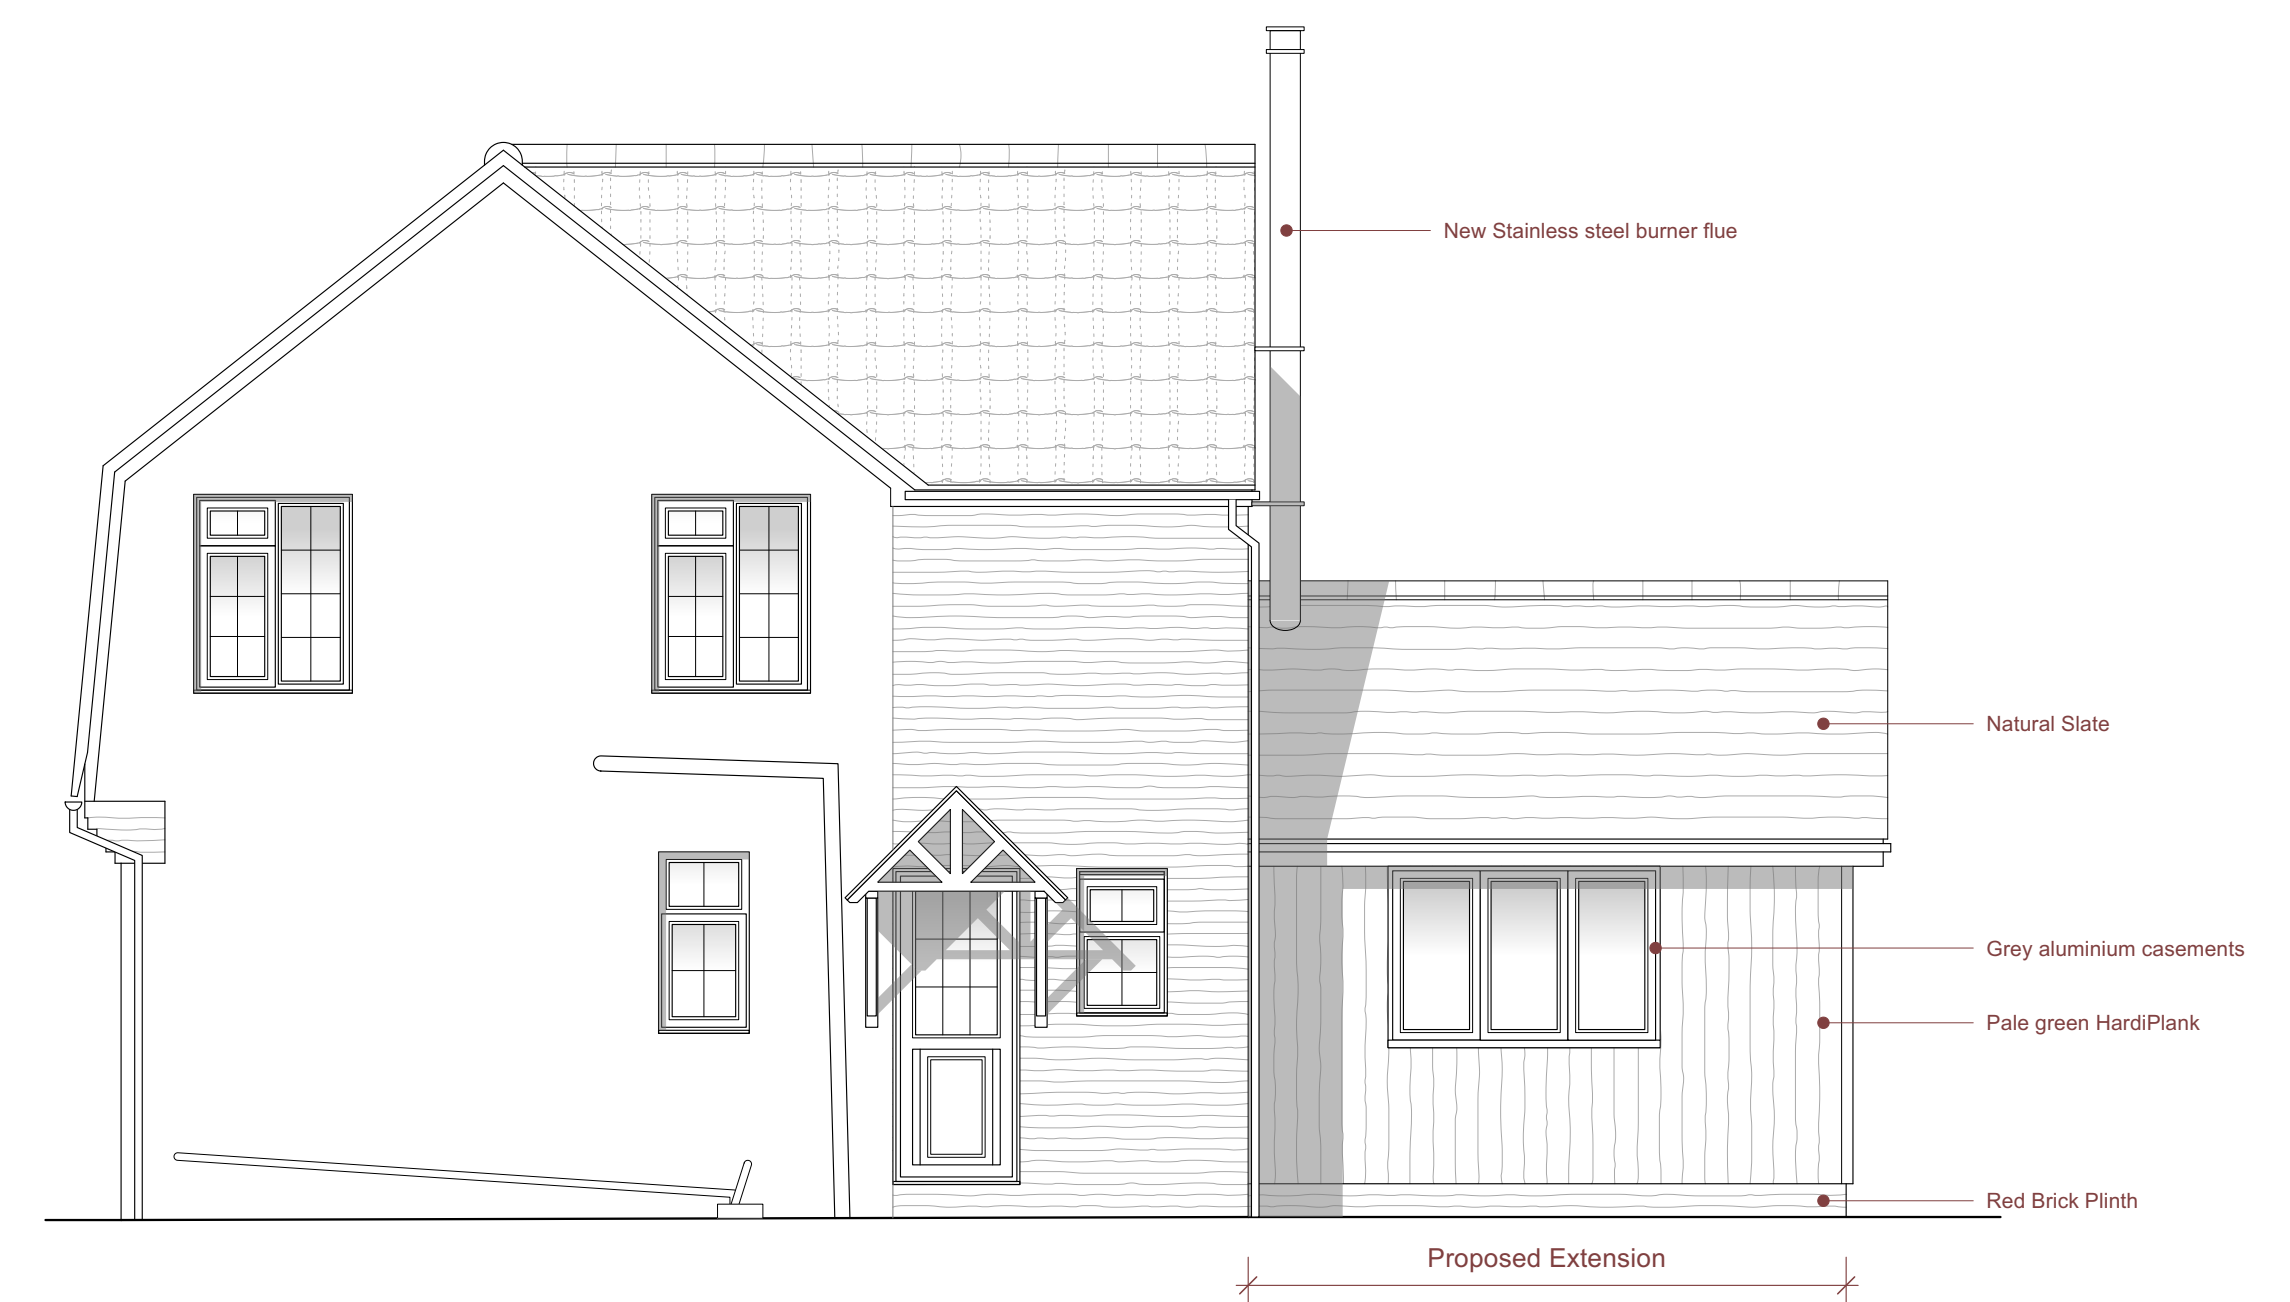 New Stainless steel burner flue
Natural Slate
Grey aluminium casements
Pale green HardiPlank
Red Brick Plinth
Proposed Extension